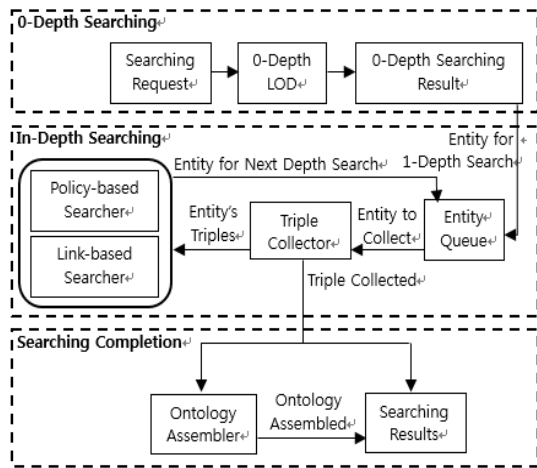 0-Depth Searching
Searching
Request
0-Depth
LOD
0-Depth Searching
Result
In-Depth Searching
Entity for
1-Depth Search
Entity for Next Depth Search
Policy-based
Searcher
Link-based
Searcher
Entity's
Triples
Triple
Collector
Entity to
Collect
Entity
Queue
Triple Collected
Searching Completion
Ontology
Assembler
Ontology
Assembled
Searching
Results